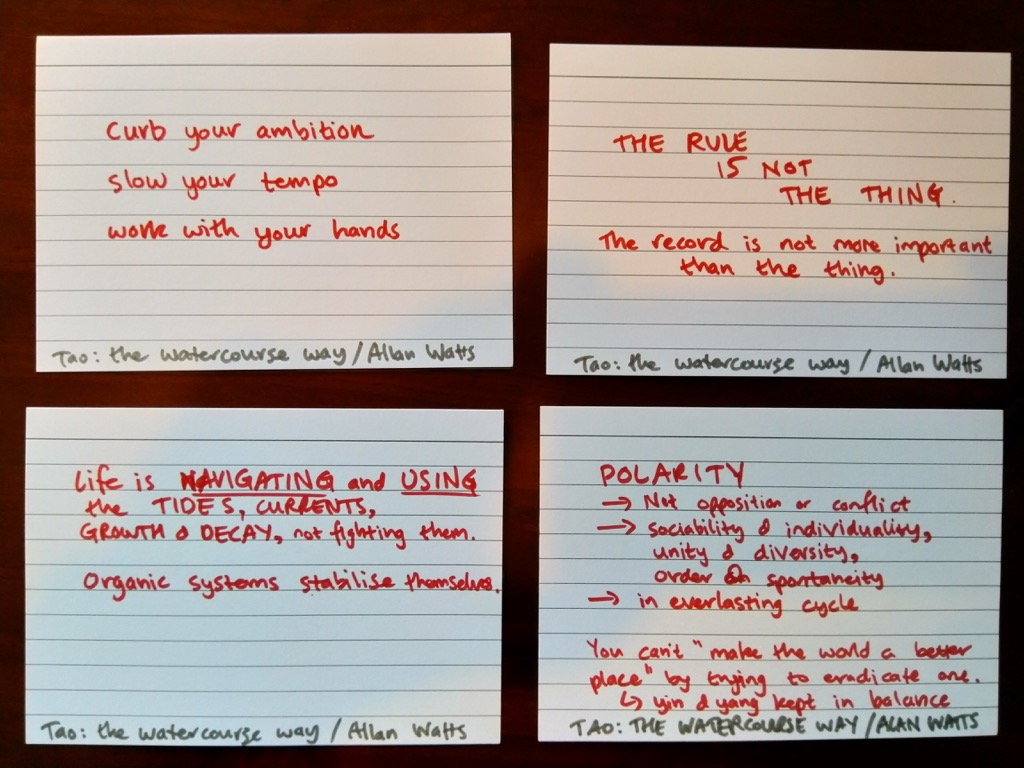 Curb your ambition
slow your tempo
work with your hands
Tao: the watercourse way / Allan Watts
THE RULE
IS NOT
THE THING.
The record is not more important
than the thing.
Tao: the watercourse way / Allan Watts
Life is NAVIGATING and USING
the TIDES, CURRENTS,
GROWTH & DECAY, not fighting them.
Organic systems stabilise themselves.
Tao: the watercourse way / Allan Watts
POLARITY
→ Not opposition or conflict
→ sociability & individuality,
unity & diversity,
order & spontaneity
→ in everlasting cycle
You can't "make the world a better
place" by trying to eradicate one.
↳ yin & yang kept in balance
TAO: THE WATERCOURSE WAY / ALAN WATTS